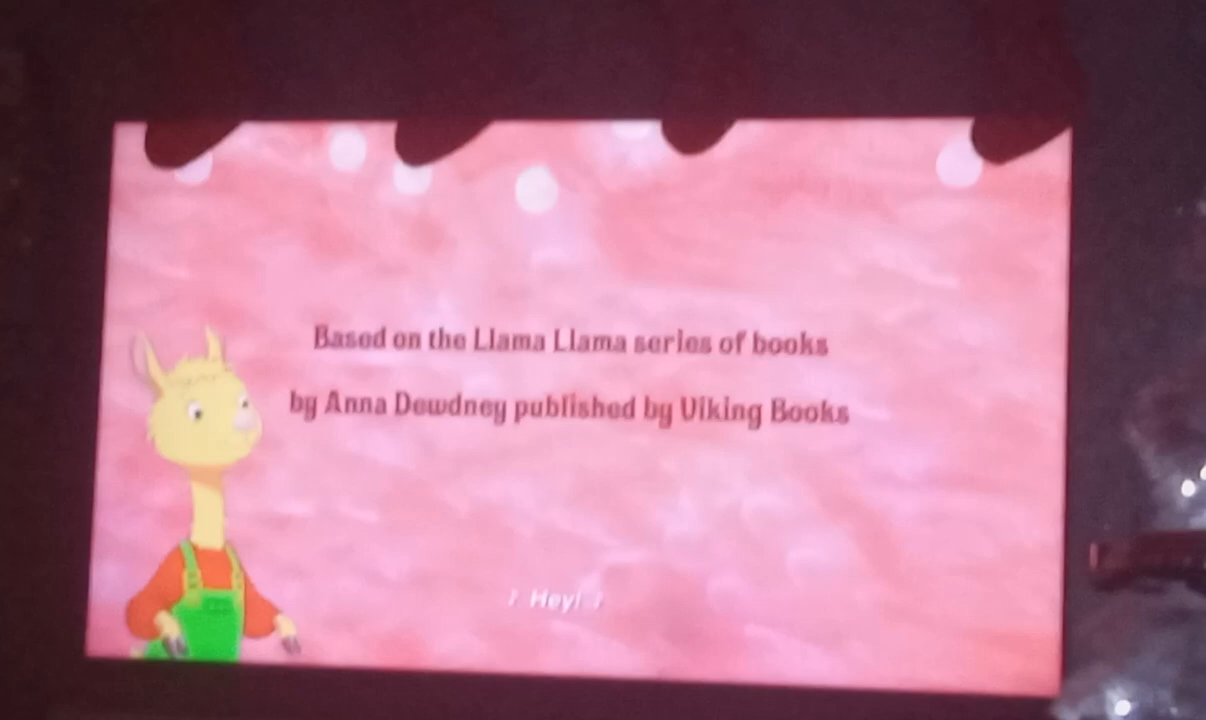 Based on the Llama Llama series of books
by Anna Dewdney published by Viking Books
♪ Hey! ♪